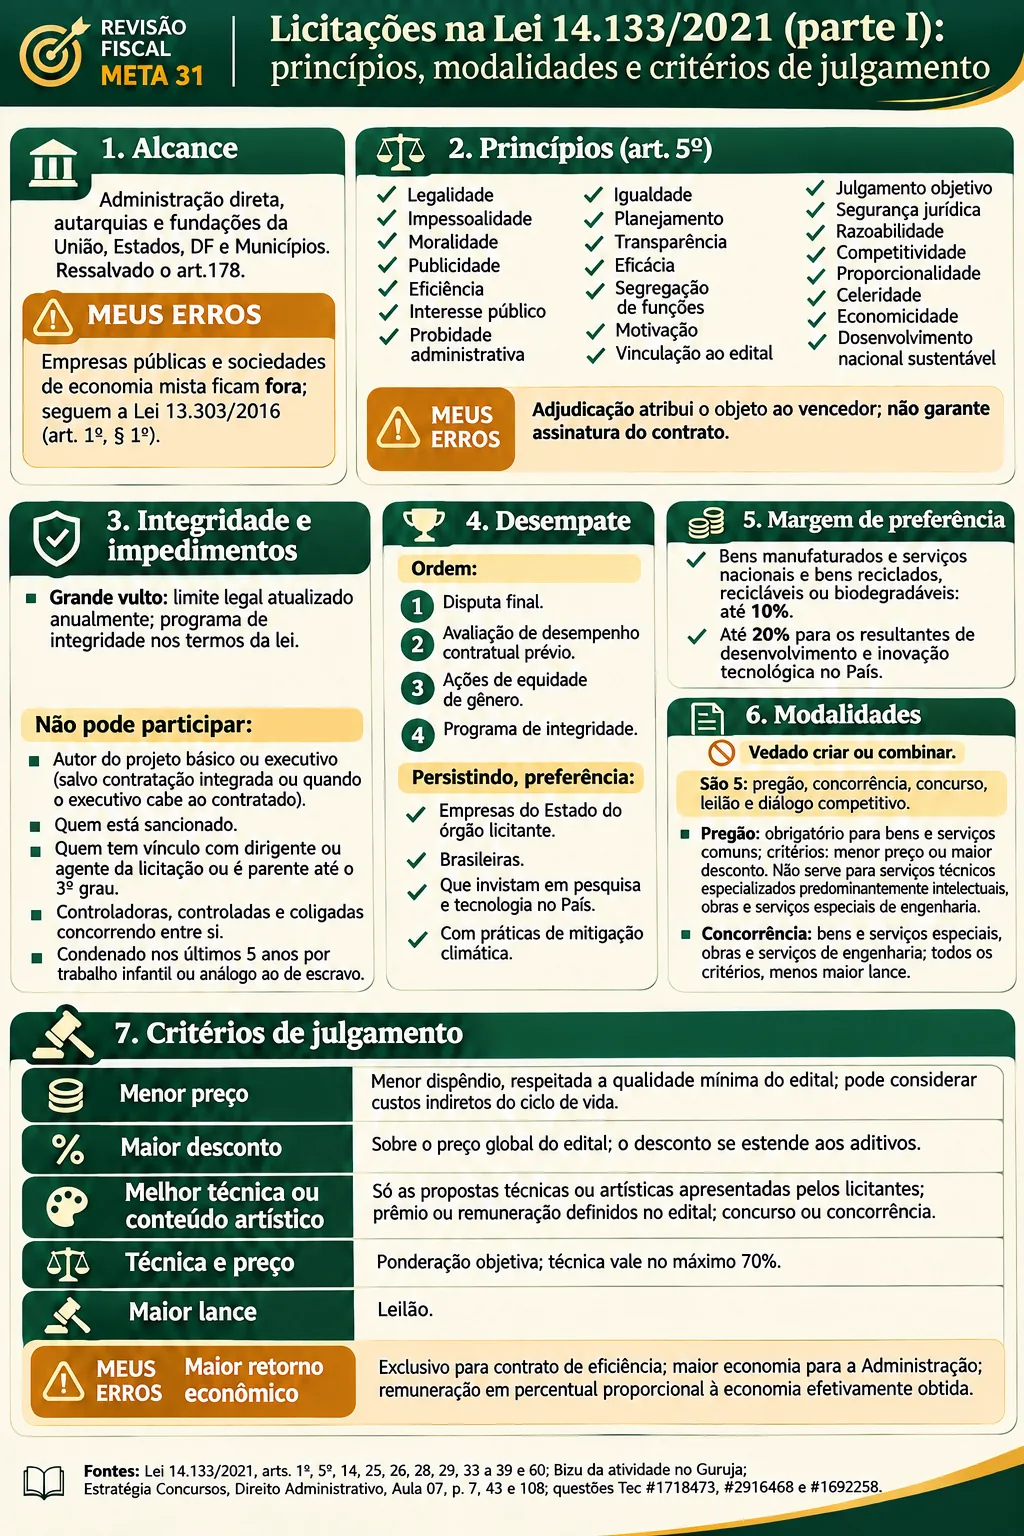 REVISÃO
FISCAL
META 31
Licitações na Lei 14.133/2021 (parte I):
princípios, modalidades e critérios de julgamento
1. Alcance
Administração direta,
autarquias e fundações da
União, Estados, DF e Municípios.
Ressalvado o art.178.
MEUS ERROS
Empresas públicas e sociedades
de economia mista ficam fora;
seguem a Lei 13.303/2016
(art. 1º, § 1º).
2. Princípios (art. 5º)
Legalidade
Impessoalidade
Moralidade
Publicidade
Eficiência
Interesse público
Probidade
administrativa
Igualdade
Planejamento
Transparência
Eficácia
Segregação
de funções
Motivação
Vinculação ao edital
Julgamento objetivo
Segurança jurídica
Razoabilidade
Competitividade
Proporcionalidade
Celeridade
Economicidade
Dosenvolvimento
nacional sustentável
MEUS
ERROS
Adjudicação atribui o objeto ao vencedor; não garante
assinatura do contrato.
3. Integridade e
impedimentos
Grande vulto: limite legal atualizado
anualmente; programa de
integridade nos termos da lei.
Não pode participar:
Autor do projeto básico ou executivo
(salvo contratação integrada ou quando
o executivo cabe ao contratado).
Quem está sancionado.
Quem tem vínculo com dirigente ou
agente da licitação ou é parente até o
3º grau.
Controladoras, controladas e coligadas
concorrendo entre si.
Condenado nos últimos 5 anos por
trabalho infantil ou análogo ao de escravo.
4. Desempate
Ordem:
1 Disputa final.
2 Avaliação de desempenho
contratual prévio.
3 Ações de equidade
de gênero.
4 Programa de integridade.
Persistindo, preferência:
Empresas do Estado do
órgão licitante.
Brasileiras.
Que invistam em pesquisa
e tecnologia no País.
Com práticas de mitigação
climática.
5. Margem de preferência
Bens manufaturados e serviços
nacionais e bens reciclados,
recicláveis ou biodegradáveis:
até 10%.
Até 20% para os resultantes de
desenvolvimento e inovação
tecnológica no País.
6. Modalidades
Vedado criar ou combinar.
São 5: pregão, concorrência, concurso,
leilão e diálogo competitivo.
Pregão: obrigatório para bens e serviços
comuns; critérios: menor preço ou maior
desconto. Não serve para serviços técnicos
especializados predominantemente intelectuais,
obras e serviços especiais de engenharia.
Concorrência: bens e serviços especiais,
obras e serviços de engenharia; todos os
critérios, menos maior lance.
7. Critérios de julgamento
Menor preço
Menor dispêndio, respeitada a qualidade mínima do edital; pode considerar
custos indiretos do ciclo de vida.
Maior desconto
Sobre o preço global do edital; o desconto se estende aos aditivos.
Melhor técnica ou
conteúdo artístico
Só as propostas técnicas ou artísticas apresentadas pelos licitantes;
prêmio ou remuneração definidos no edital; concurso ou concorrência.
Técnica e preço
Ponderação objetiva; técnica vale no máximo 70%.
Maior lance
Leilão.
MEUS
ERROS
Maior retorno
econômico
Exclusivo para contrato de eficiência; maior economia para a Administração;
remuneração em percentual proporcional à economia efetivamente obtida.
Fontes: Lei 14.133/2021, arts. 1º, 5º, 14, 25, 26, 28, 29, 33 a 39 e 60; Bizu da atividade no Guruja;
Estratégia Concursos, Direito Administrativo, Aula 07, p. 7, 43 e 108; questões Tec #1718473, #2916468 e #1692258.